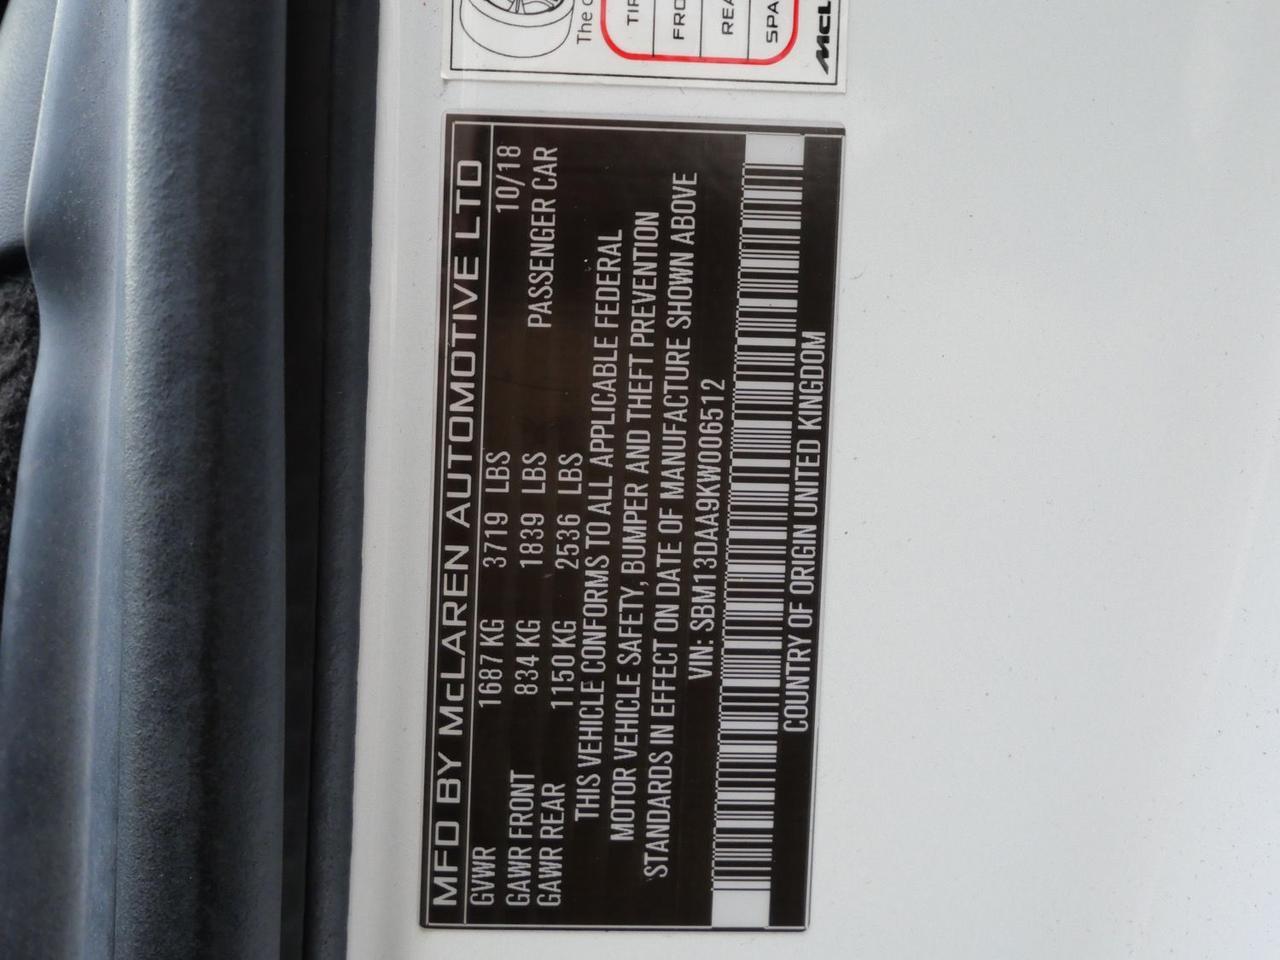 MFD BY McLAREN AUTOMOTIVE LTD
GVWR 1687 KG 3719 LBS 10/18
GAWR FRONT 834 KG 1839 LBS PASSENGER CAR
GAWR REAR 1150 KG 2536 LBS
THIS VEHICLE CONFORMS TO ALL APPLICABLE FEDERAL
MOTOR VEHICLE SAFETY, BUMPER AND THEFT PREVENTION
STANDARDS IN EFFECT ON DATE OF MANUFACTURE SHOWN ABOVE
VIN: SBM13DAA9KW006512
COUNTRY OF ORIGIN UNITED KINGDOM
The